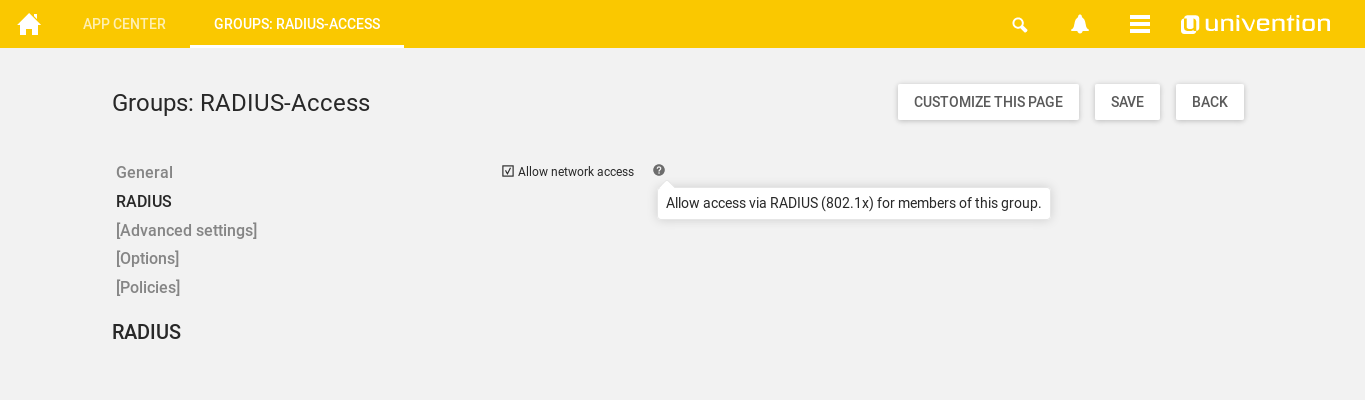 APP CENTER GROUPS: RADIUS-ACCESS univention
Groups: RADIUS-Access CUSTOMIZE THIS PAGE SAVE BACK
General
RADIUS
[Advanced settings]
[Options]
[Policies]
RADIUS
Allow network access
Allow access via RADIUS (802.1x) for members of this group.